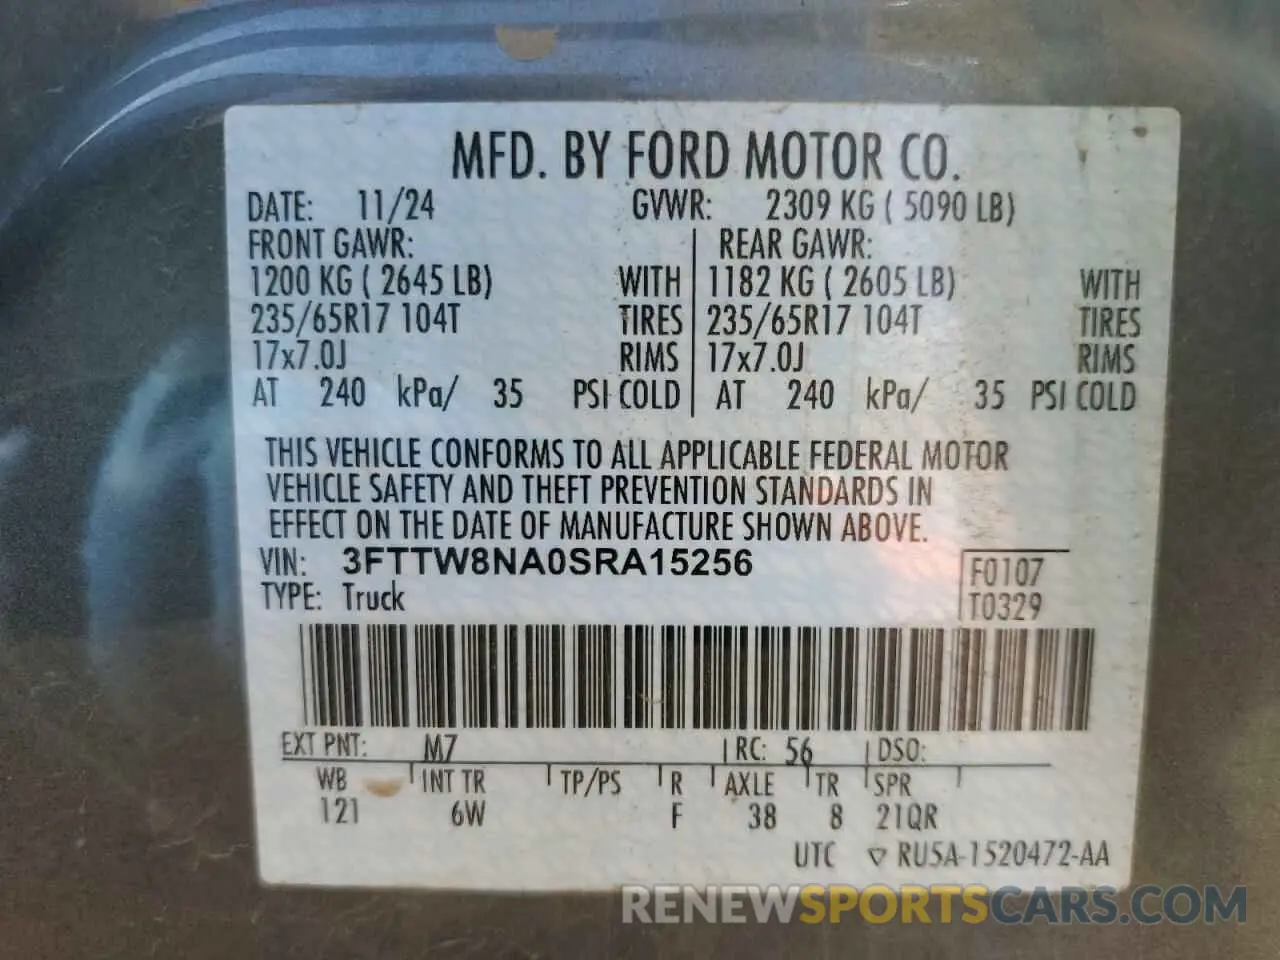 MFD. BY FORD MOTOR CO.
DATE: 11/24 GVWR: 2309 KG ( 5090 LB)
FRONT GAWR: REAR GAWR:
1200 KG ( 2645 LB) WITH 1182 KG ( 2605 LB) WITH
235/65R17 104T TIRES 235/65R17 104T TIRES
17x7.0J RIMS 17x7.0J RIMS
AT 240 kPa/ 35 PSI COLD AT 240 kPa/ 35 PSI COLD
THIS VEHICLE CONFORMS TO ALL APPLICABLE FEDERAL MOTOR
VEHICLE SAFETY AND THEFT PREVENTION STANDARDS IN
EFFECT ON THE DATE OF MANUFACTURE SHOWN ABOVE.
VIN: 3FTTW8NA0SRA15256
F0107
TYPE: Truck
T0329
EXT PNT: M7 RC: 56 DSO:
WB INT TR TP/PS R AXLE TR SPR
121 6W F 38 8 21QR
UTC ▽ RU5A-1520472-AA
RENEWSPORTSCARS.COM